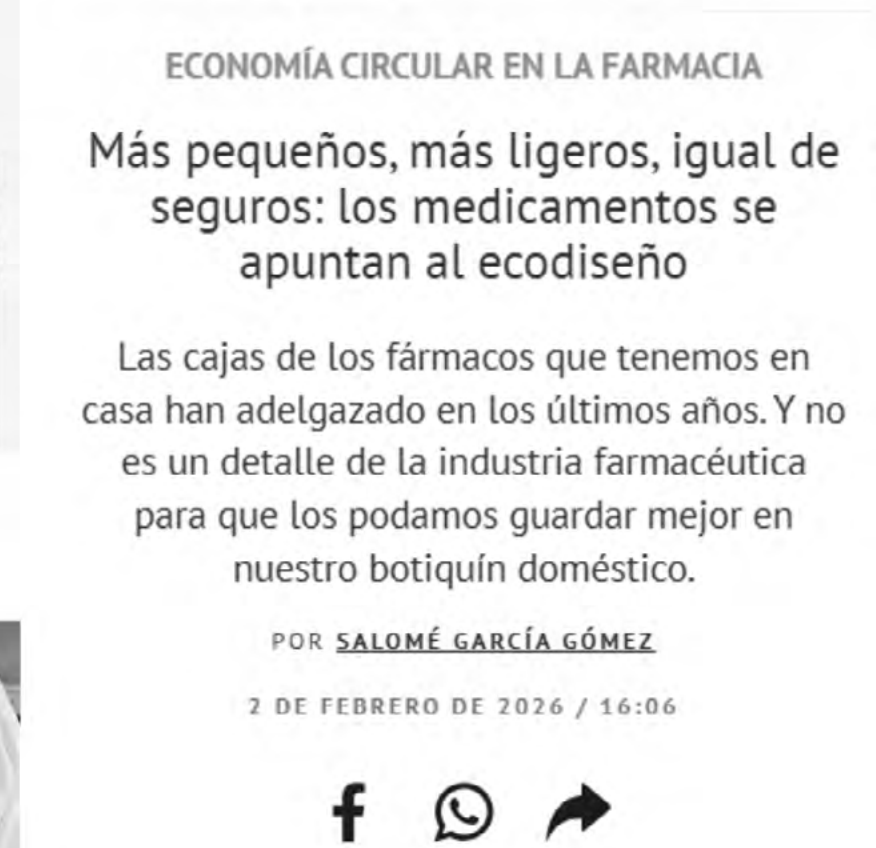 ECONOMÍA CIRCULAR EN LA FARMACIA
Más pequeños, más ligeros, igual de
seguros: los medicamentos se
apuntan al ecodiseño
Las cajas de los fármacos que tenemos en
casa han adelgazado en los últimos años. Y no
es un detalle de la industria farmacéutica
para que los podamos guardar mejor en
nuestro botiquín doméstico.
POR SALOMÉ GARCÍA GÓMEZ
2 DE FEBRERO DE 2026 / 16:06